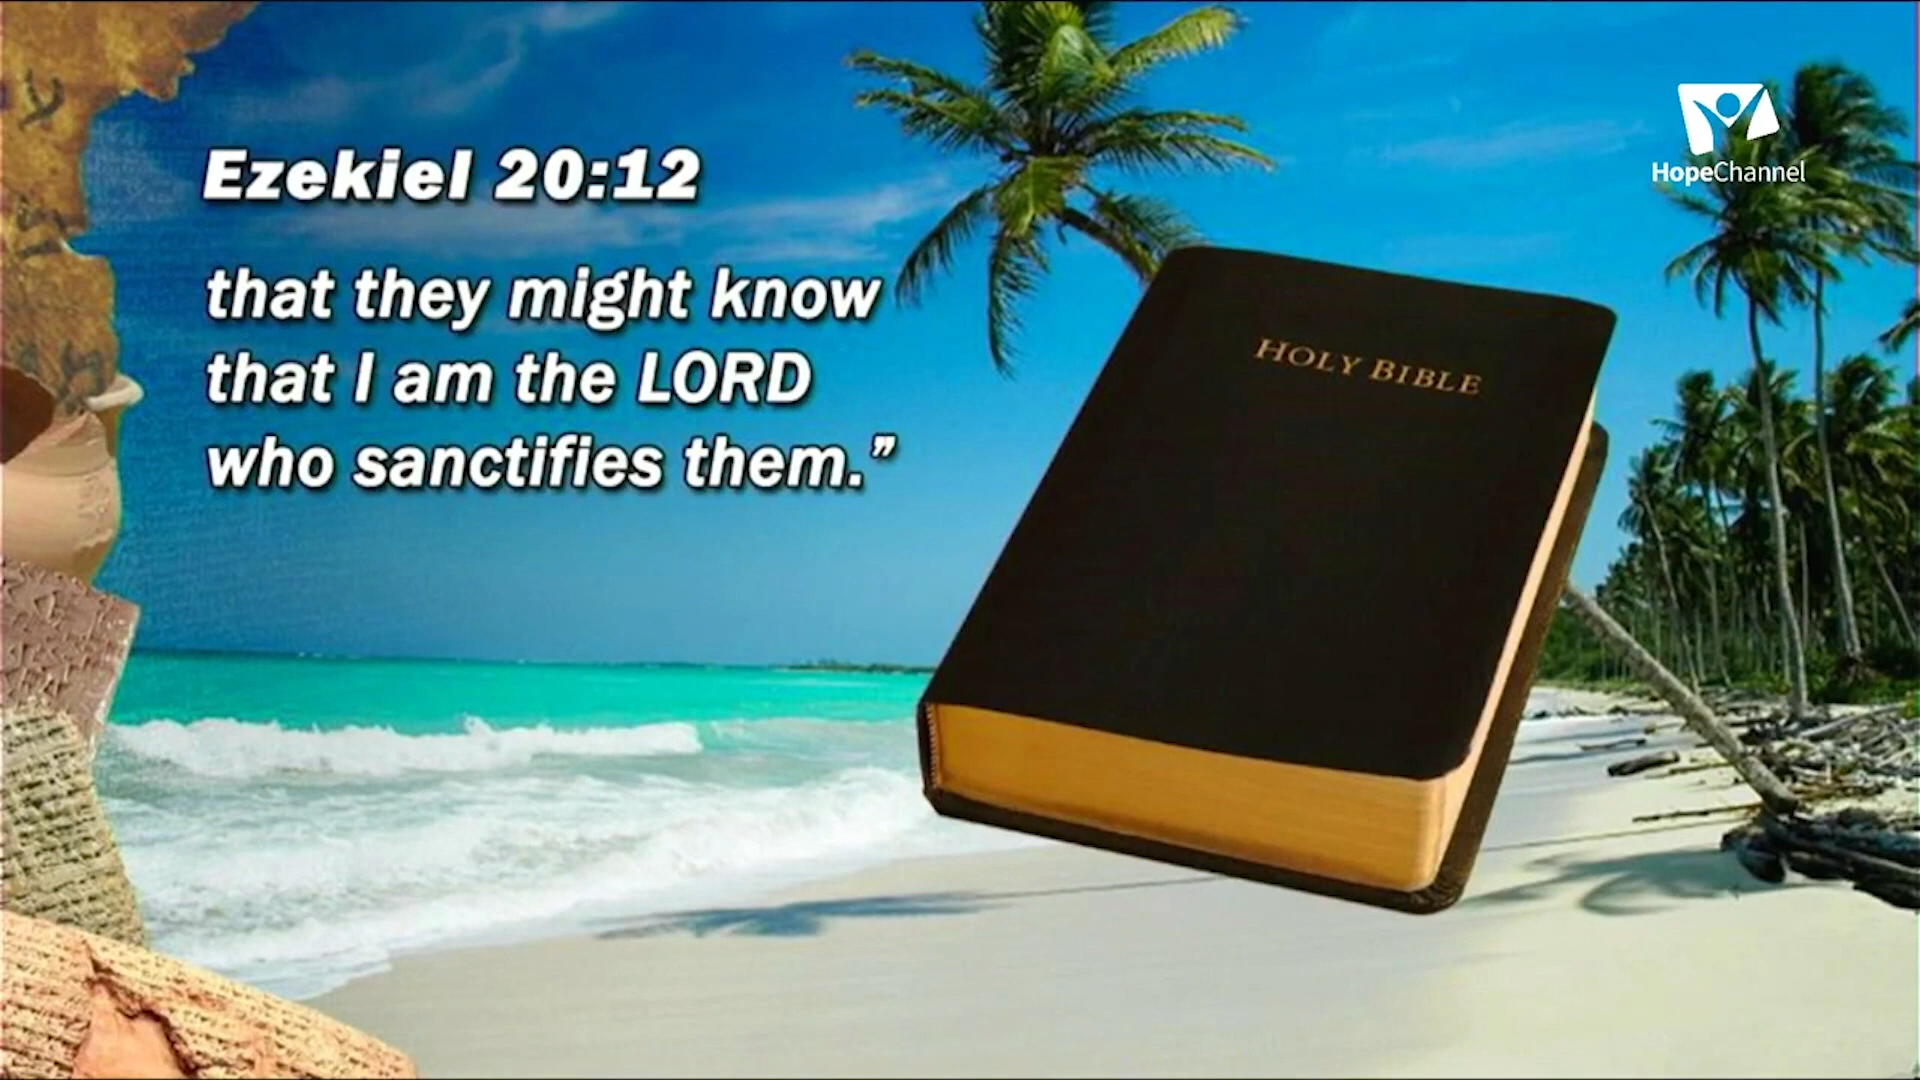 Ezekiel 20:12
that they might know
that I am the LORD
who sanctifies them.”
HOLY BIBLE
HopeChannel